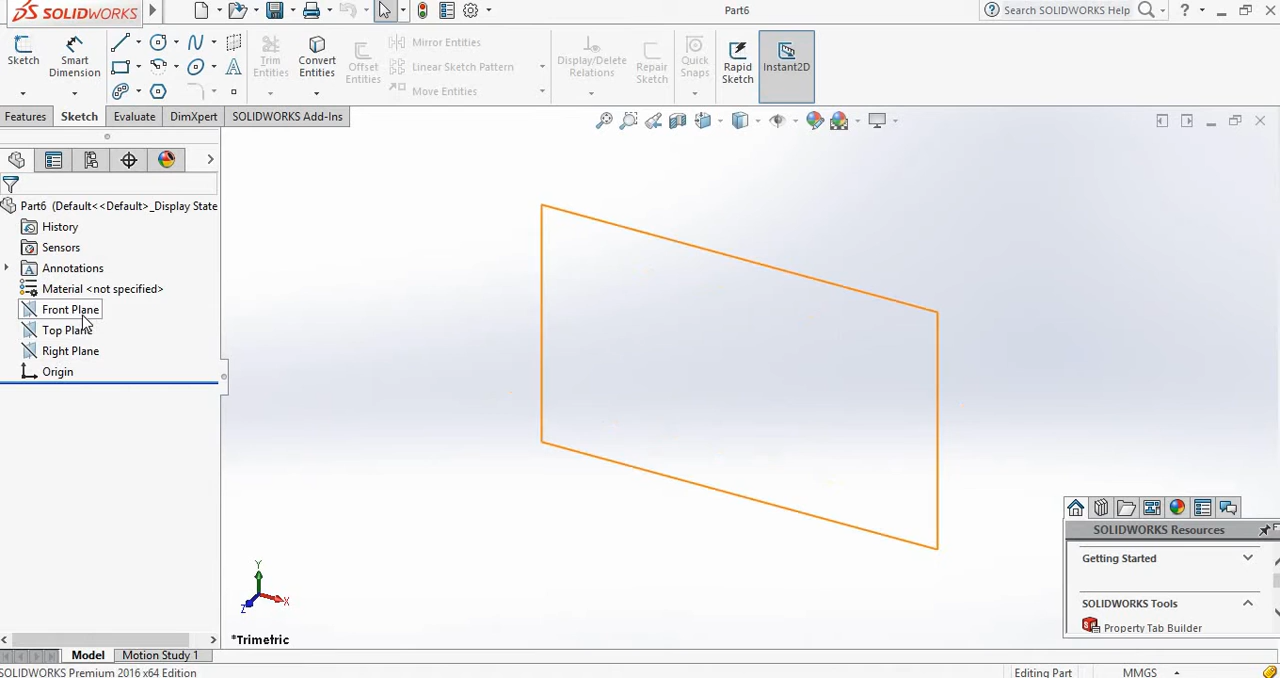 SOLIDWORKS
Part6
Search SOLIDWORKS Help
?
Sketch
Smart
Dimension
Trim
Entities
Convert
Entities
Offset
Entities
Mirror Entities
Linear Sketch Pattern
Move Entities
Display/Delete
Relations
Repair
Sketch
Quick
Snaps
Rapid
Sketch
Instant2D
Features
Sketch
Evaluate
DimXpert
SOLIDWORKS Add-Ins
Part6 (Default<<Default>_Display State
History
Sensors
A Annotations
Material <not specified>
Front Plane
Top Plane
Right Plane
Origin
Y
Z
X
*Trimetric
SOLIDWORKS Resources
Getting Started
SOLIDWORKS Tools
Property Tab Builder
Model
Motion Study 1
SOLIDWORKS Premium 2016 x64 Edition
Editing Part
MMGS